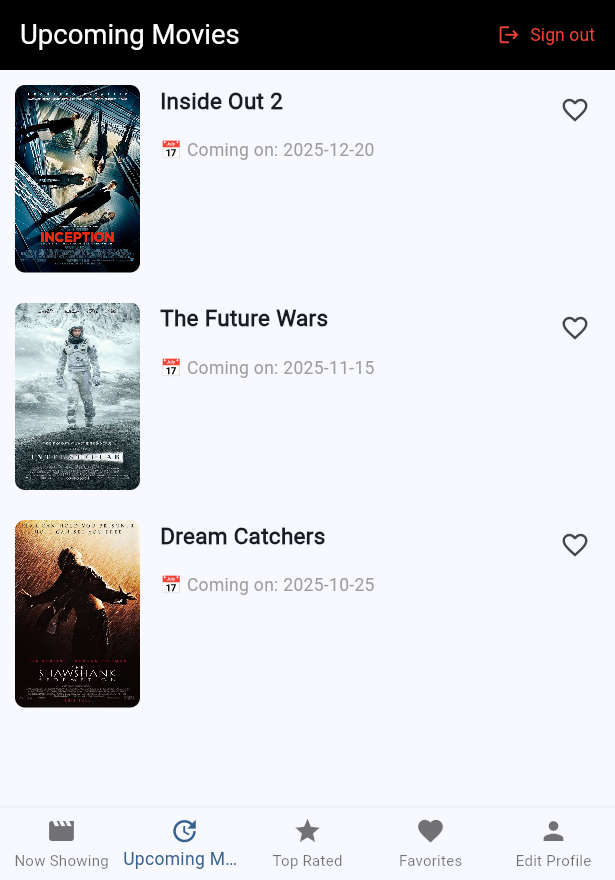 Upcoming Movies
Sign out
Inside Out 2
Coming on: 2025-12-20
INCEPTION
The Future Wars
Coming on: 2025-11-15
INTERSTELLAR
Dream Catchers
Coming on: 2025-10-25
THE
SHAWSHANK
REDEMPTION
Now Showing
Upcoming M...
Top Rated
Favorites
Edit Profile